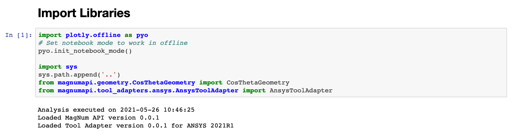 Import Libraries
In [1]: import plotly.offline as pyo
# Set notebook mode to work in offline
pyo.init_notebook_mode()
import sys
sys.path.append('..')
from magnumapi.geometry.CosThetaGeometry import CosThetaGeometry
from magnumapi.tool_adapters.ansys.AnsysToolAdapter import AnsysToolAdapter
Analysis executed on 2021-05-26 10:46:25
Loaded MagNum API version 0.0.1
Loaded Tool Adapter version 0.0.1 for ANSYS 2021R1